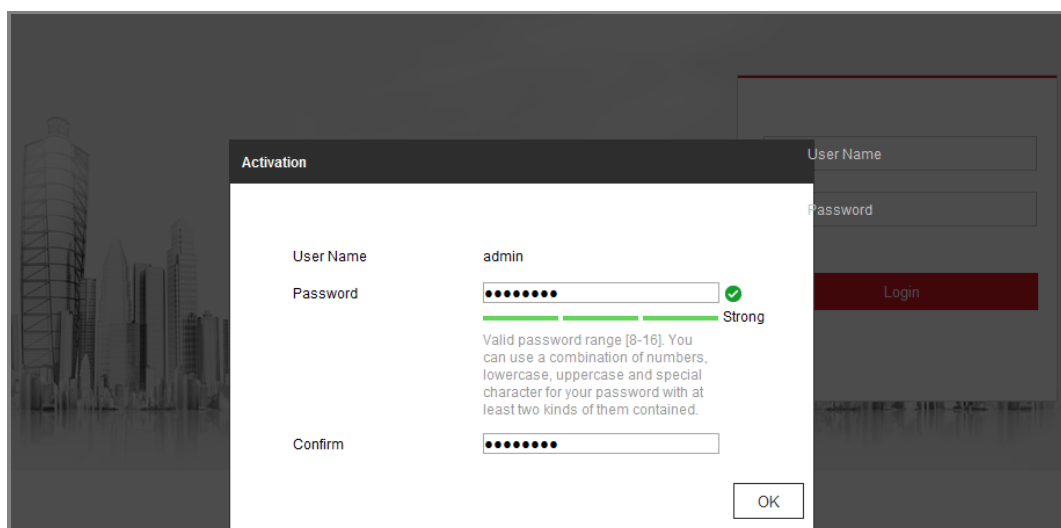 Activation
User Name
Password
Login
User Name admin
Password ●●●●●●●●
Strong
Valid password range [8-16]. You
can use a combination of numbers,
lowercase, uppercase and special
character for your password with at
least two kinds of them contained.
Confirm ●●●●●●●●
OK